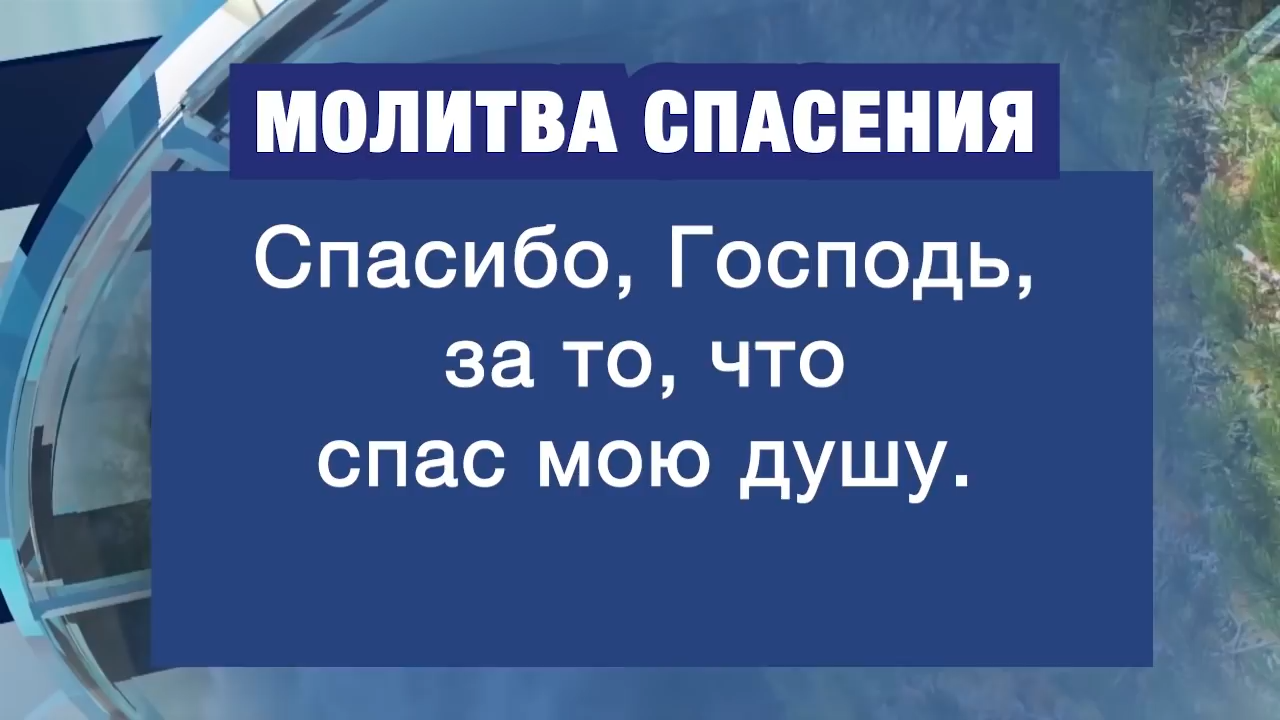 МОЛИТВА СПАСЕНИЯ
Спасибо, Господь,
за то, что
спас мою душу.